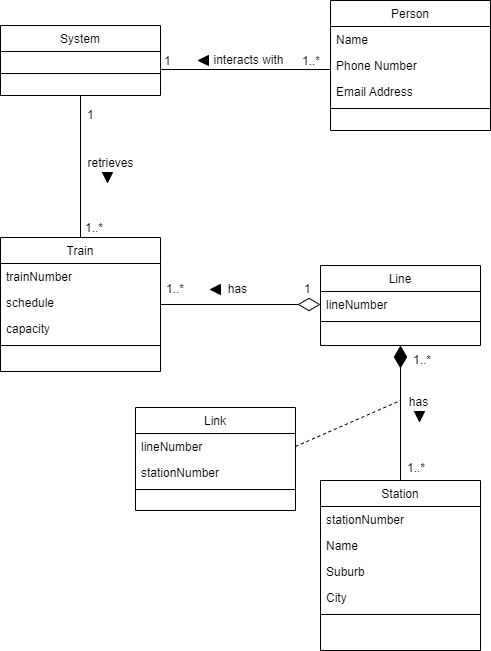 Person
System
Name
1
interacts with
1..*
Phone Number
Email Address
1
retrieves
1..*
Train
trainNumber
schedule
capacity
1..*
has
1
Line
lineNumber
1..*
has
Link
lineNumber
stationNumber
1..*
Station
stationNumber
Name
Suburb
City